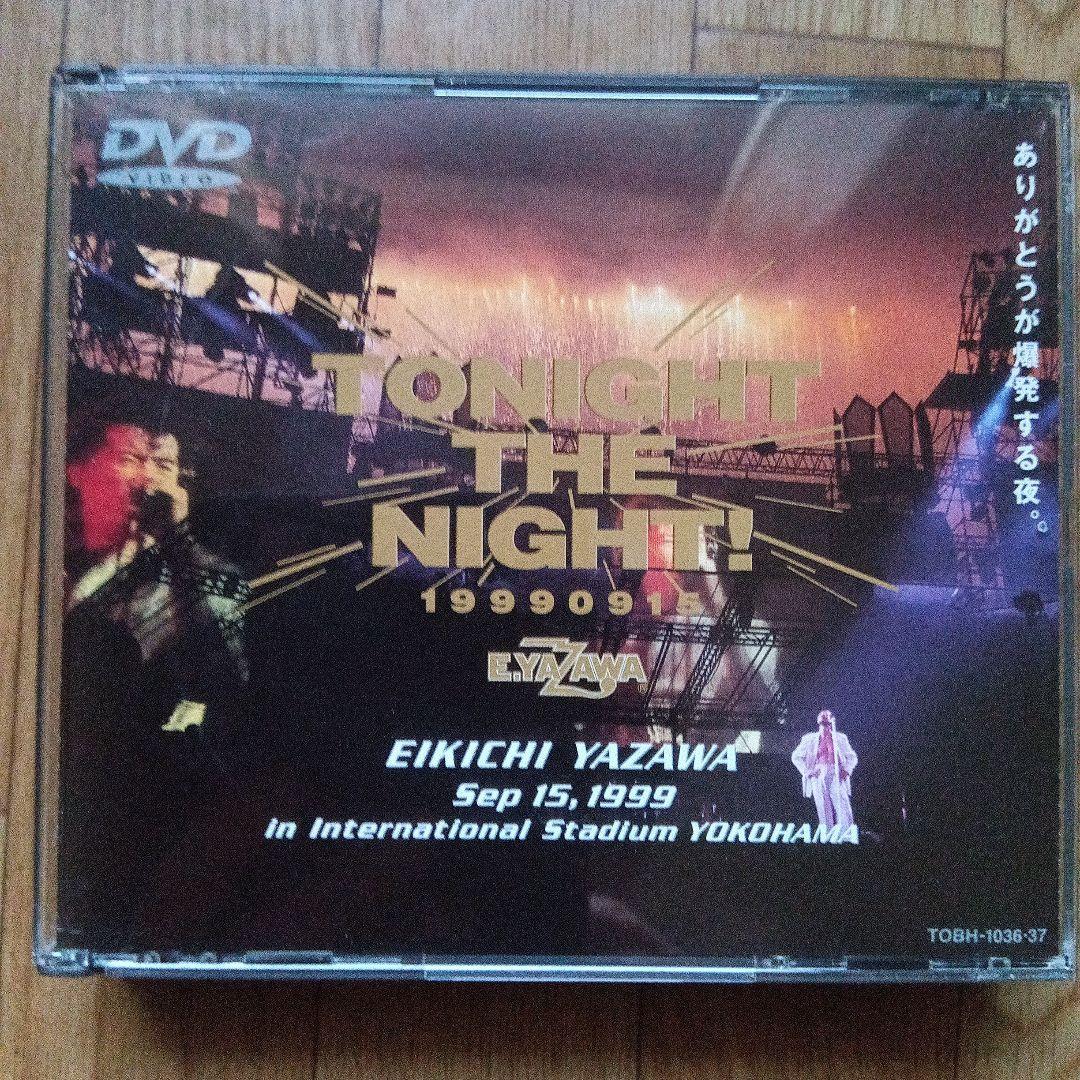 DVD
VIDEO
ありがとうが爆発する夜。
TONIGHT
THE
NIGHT!
19990915
E.YAZAWA
EIKICHI YAZAWA
Sep 15, 1999
in International Stadium YOKOHAMA
TOBH-1036·37